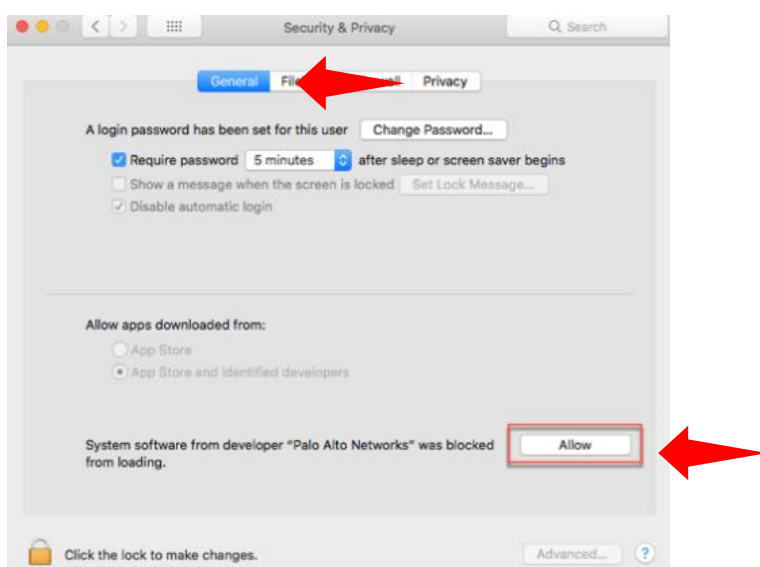 Security & Privacy
Search
General
Privacy
A login password has been set for this user
Change Password...
Require password
5 minutes
after sleep or screen saver begins
Show a message when the screen is locked
Set Lock Message...
Disable automatic login
Allow apps downloaded from:
App Store
App Store and identified developers
System software from developer "Palo Alto Networks" was blocked
from loading.
Allow
Click the lock to make changes.
Advanced...
?